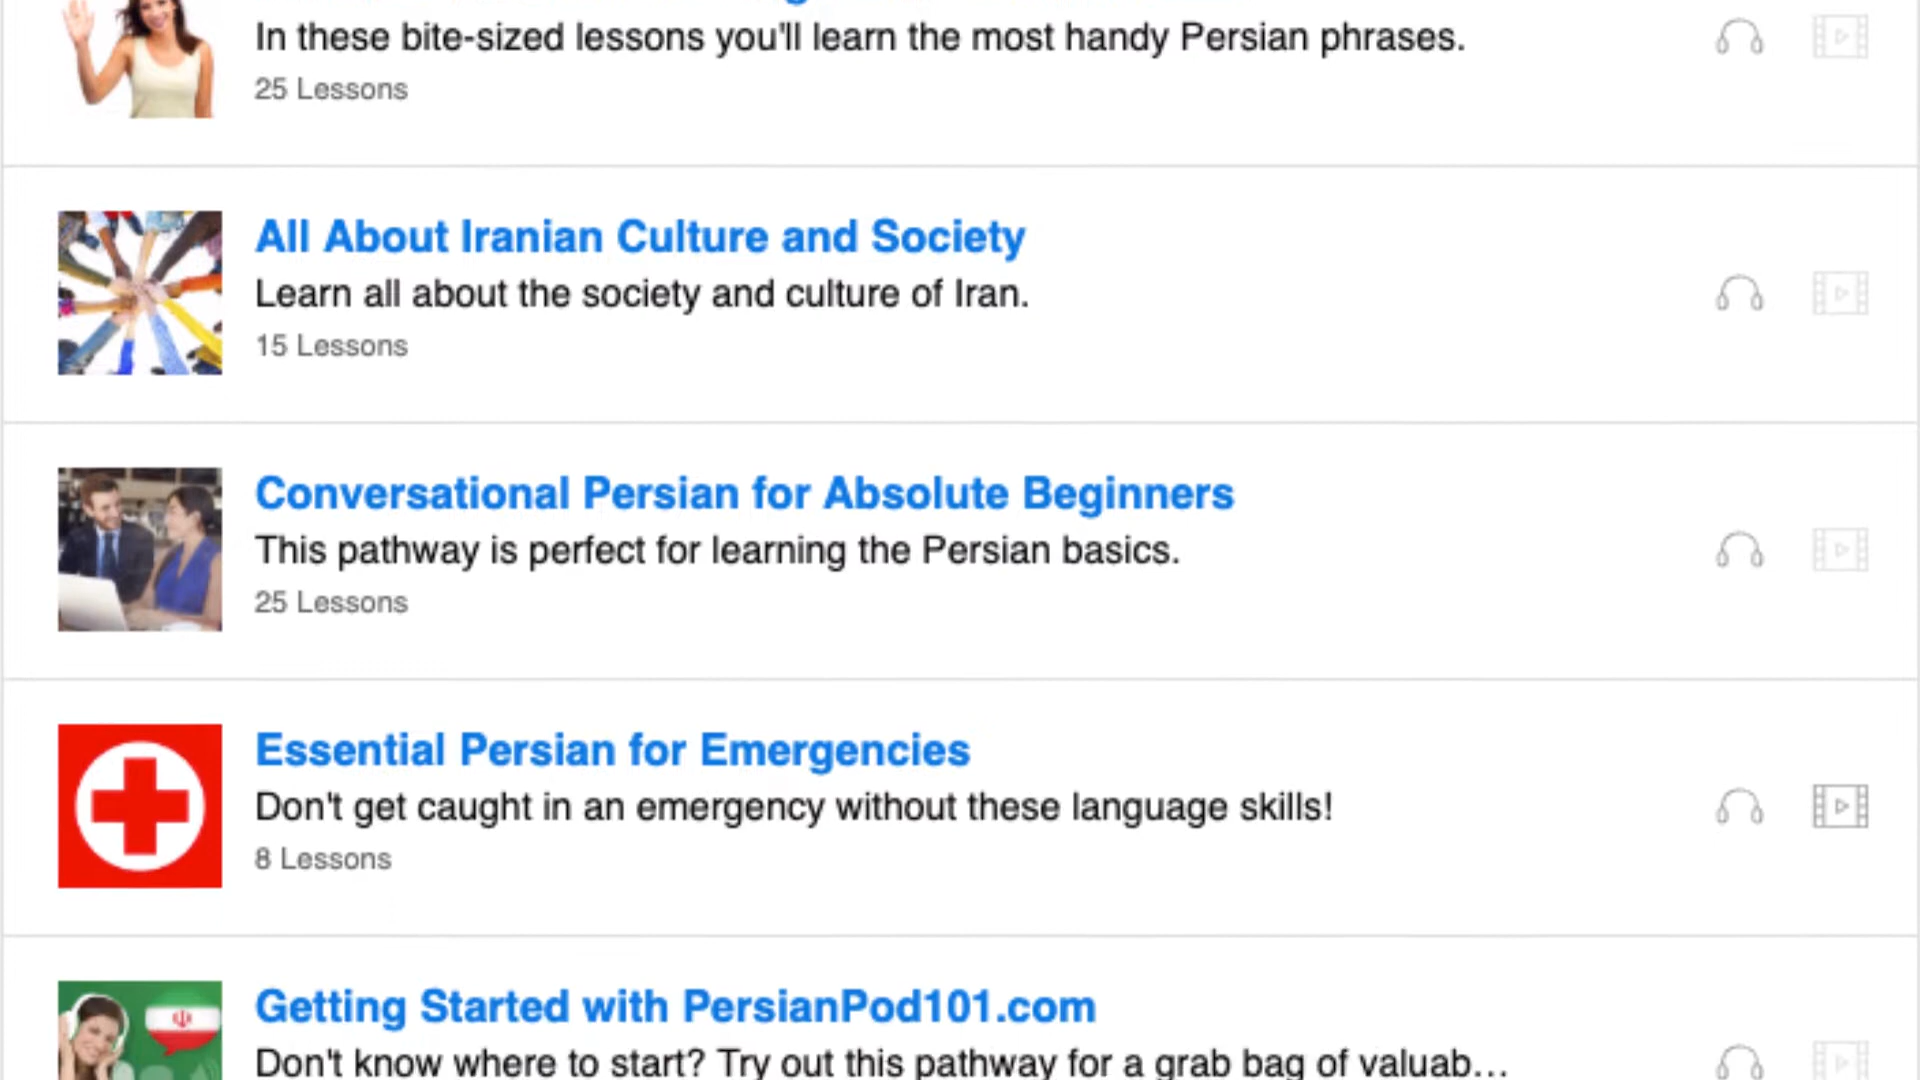 In these bite-sized lessons you'll learn the most handy Persian phrases.
25 Lessons
All About Iranian Culture and Society
Learn all about the society and culture of Iran.
15 Lessons
Conversational Persian for Absolute Beginners
This pathway is perfect for learning the Persian basics.
25 Lessons
Essential Persian for Emergencies
Don't get caught in an emergency without these language skills!
8 Lessons
Getting Started with PersianPod101.com
Don't know where to start? Try out this pathway for a grab bag of valuab...